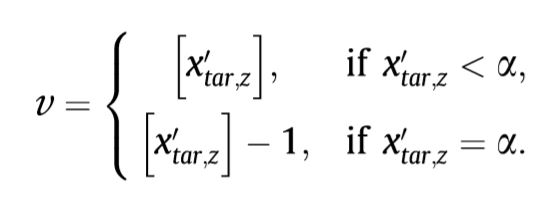 [x′tar,z], if x′tar,z < α,
v = {
[x′tar,z] − 1, if x′tar,z = α.